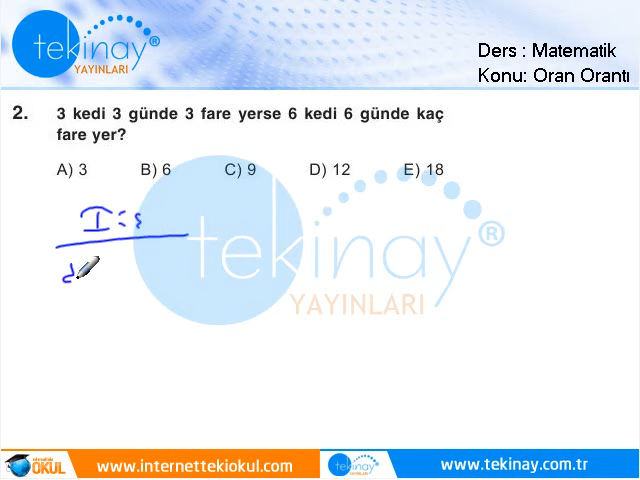 tekinay®
YAYINLARI
Ders : Matematik
Konu: Oran Orantı
2. 3 kedi 3 günde 3 fare yerse 6 kedi 6 günde kaç
fare yer?
A) 3 B) 6 C) 9 D) 12 E) 18
tekinay®
YAYINLARI
OKUL
www.internettekiokul.com
tekinay
www.tekinay.com.tr